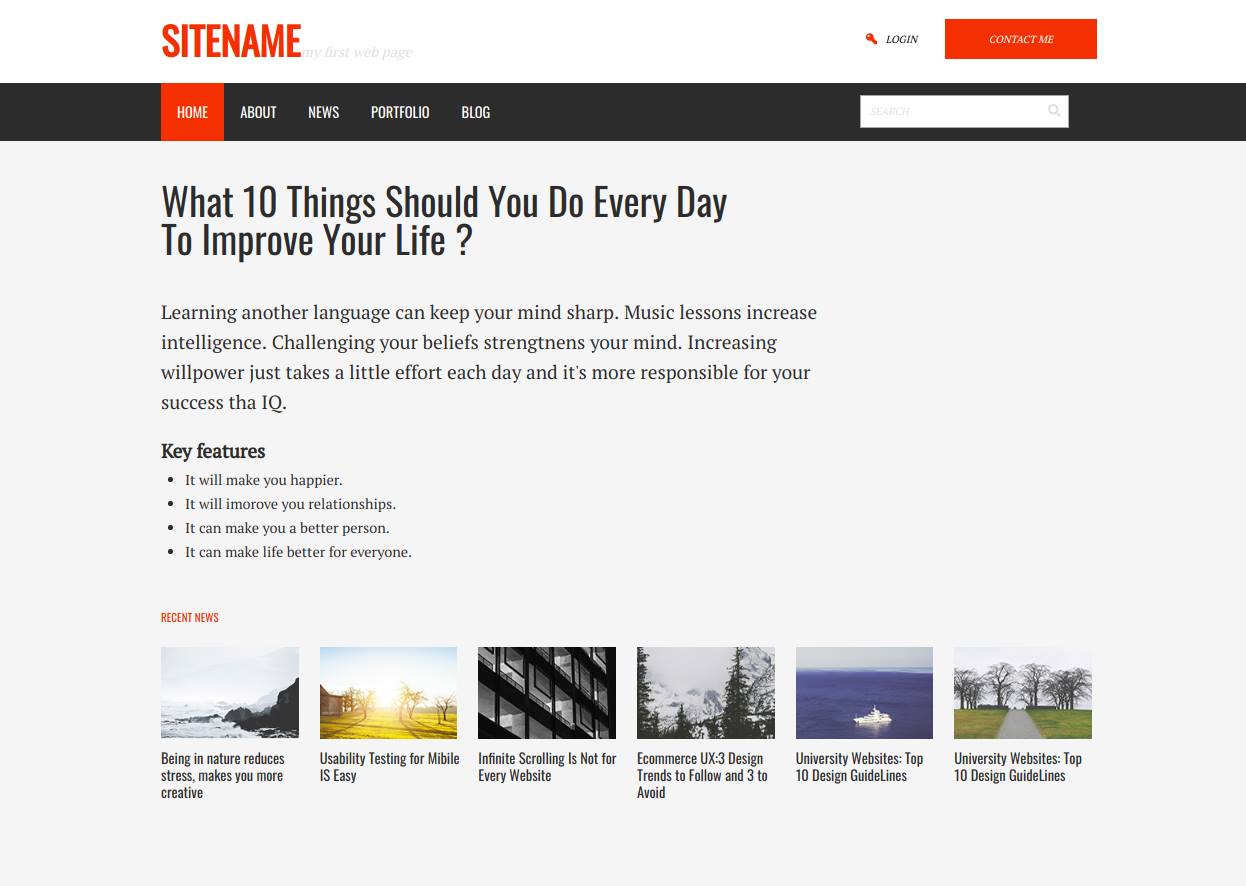 SITENAME my first web page
LOGIN
CONTACT ME
HOME ABOUT NEWS PORTFOLIO BLOG
SEARCH
What 10 Things Should You Do Every Day
To Improve Your Life ?
Learning another language can keep your mind sharp. Music lessons increase
intelligence. Challenging your beliefs strengtnens your mind. Increasing
willpower just takes a little effort each day and it's more responsible for your
success tha IQ.
Key features
• It will make you happier.
• It will imorove you relationships.
• It can make you a better person.
• It can make life better for everyone.
RECENT NEWS
Being in nature reduces
stress, makes you more
creative
Usability Testing for Mibile
IS Easy
Infinite Scrolling Is Not for
Every Website
Ecommerce UX:3 Design
Trends to Follow and 3 to
Avoid
University Websites: Top
10 Design GuideLines
University Websites: Top
10 Design GuideLines